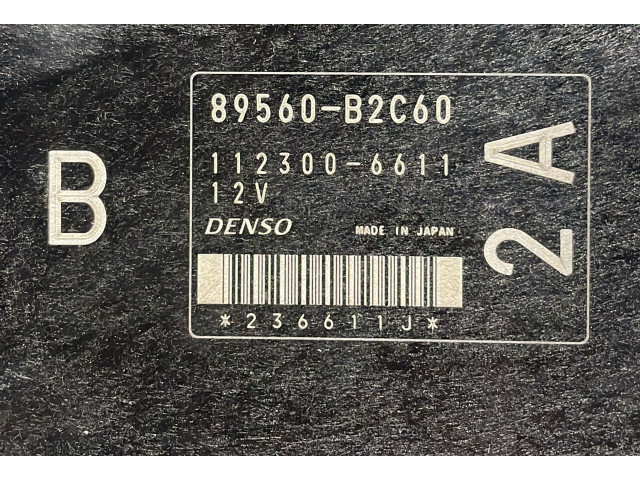 B
89560-B2C60
112300-6611
12V
DENSO MADE IN JAPAN
*236611J*
2A